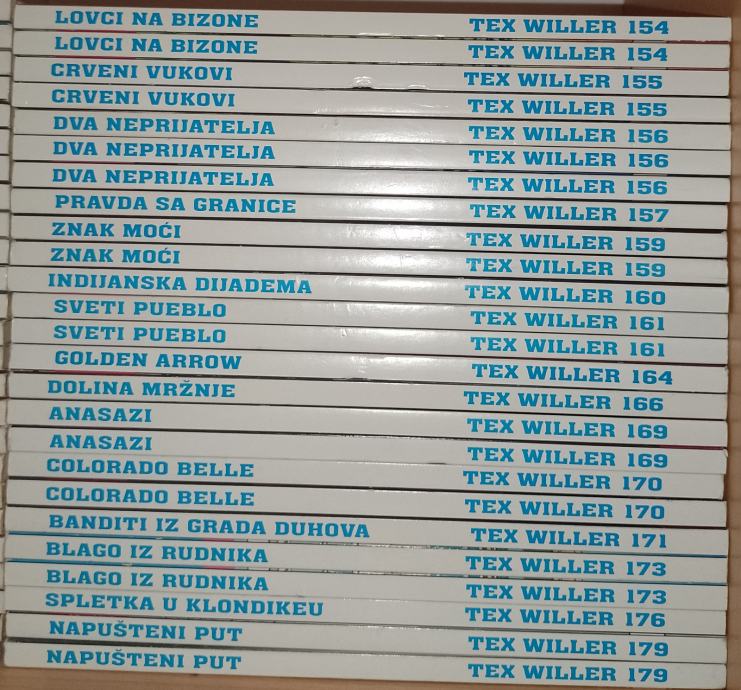 LOVCI NA BIZONE TEX WILLER 154
LOVCI NA BIZONE TEX WILLER 154
CRVENI VUKOVI TEX WILLER 155
CRVENI VUKOVI TEX WILLER 155
DVA NEPRIJATELJA TEX WILLER 156
DVA NEPRIJATELJA TEX WILLER 156
DVA NEPRIJATELJA TEX WILLER 156
PRAVDA SA GRANICE TEX WILLER 157
ZNAK MOĆI TEX WILLER 159
ZNAK MOĆI TEX WILLER 159
INDIJANSKA DIJADEMA TEX WILLER 160
SVETI PUEBLO TEX WILLER 161
SVETI PUEBLO TEX WILLER 161
GOLDEN ARROW TEX WILLER 164
DOLINA MRŽNJE TEX WILLER 166
ANASAZI TEX WILLER 169
ANASAZI TEX WILLER 169
COLORADO BELLE TEX WILLER 170
COLORADO BELLE TEX WILLER 170
BANDITI IZ GRADA DUHOVA TEX WILLER 171
BLAGO IZ RUDNIKA TEX WILLER 173
BLAGO IZ RUDNIKA TEX WILLER 173
SPLETKA U KLONDIKEU TEX WILLER 176
NAPUŠTENI PUT TEX WILLER 179
NAPUŠTENI PUT TEX WILLER 179